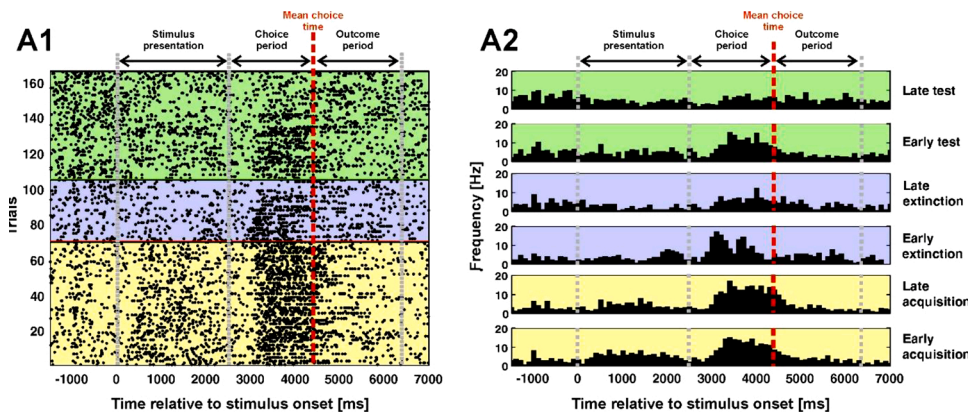 A1
Mean choice
time
Stimulus
presentation
Choice
period
Outcome
period
Trials
160
140
120
100
80
60
40
20
-1000 0 1000 2000 3000 4000 5000 6000 7000
Time relative to stimulus onset [ms]
A2
Mean choice
time
Stimulus
presentation
Choice
period
Outcome
period
Frequency [Hz]
20
10
0
Late test
20
10
0
Early test
20
10
0
Late
extinction
20
10
0
Early
extinction
20
10
0
Late
acquisition
20
10
0
Early
acquisition
-1000 0 1000 2000 3000 4000 5000 6000 7000
Time relative to stimulus onset [ms]